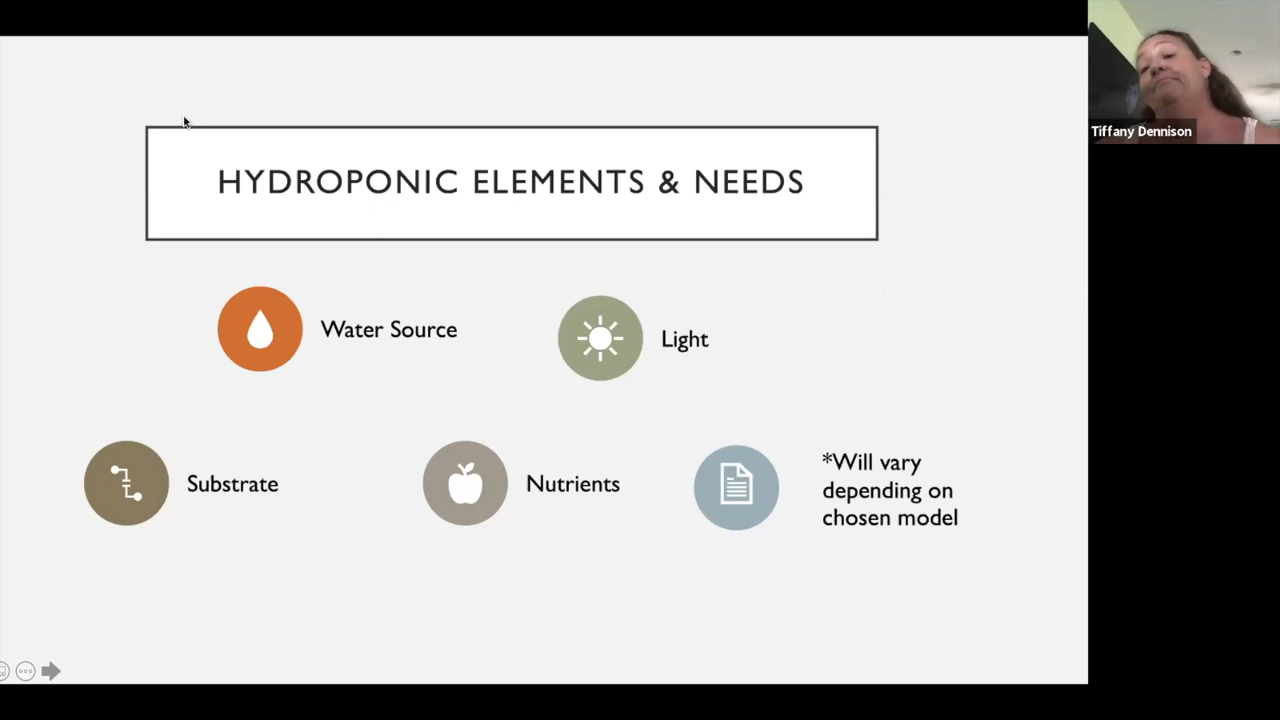 HYDROPONIC ELEMENTS & NEEDS
Tiffany Dennison
Water Source
Light
Substrate
Nutrients
*Will vary
depending on
chosen model